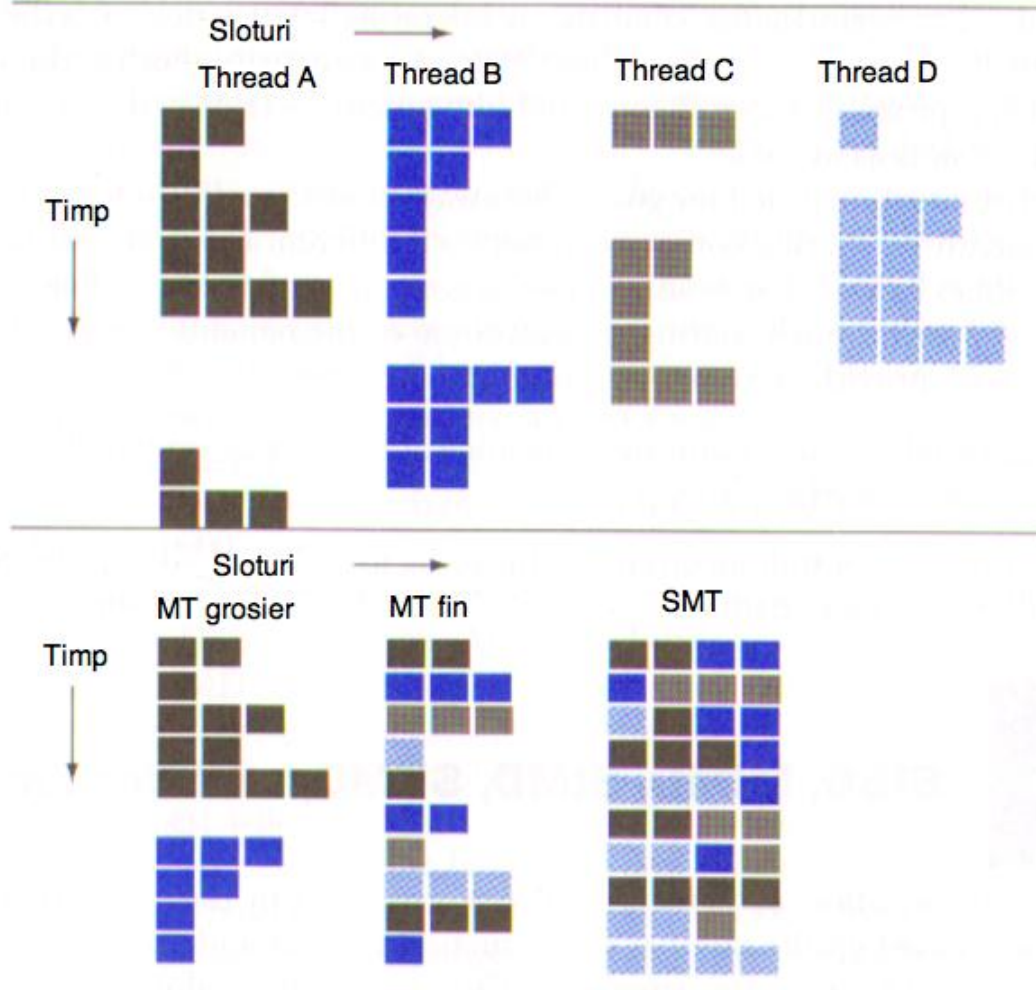 Sloturi
Thread A Thread B Thread C Thread D
Timp
Sloturi
MT grosier MT fin SMT
Timp